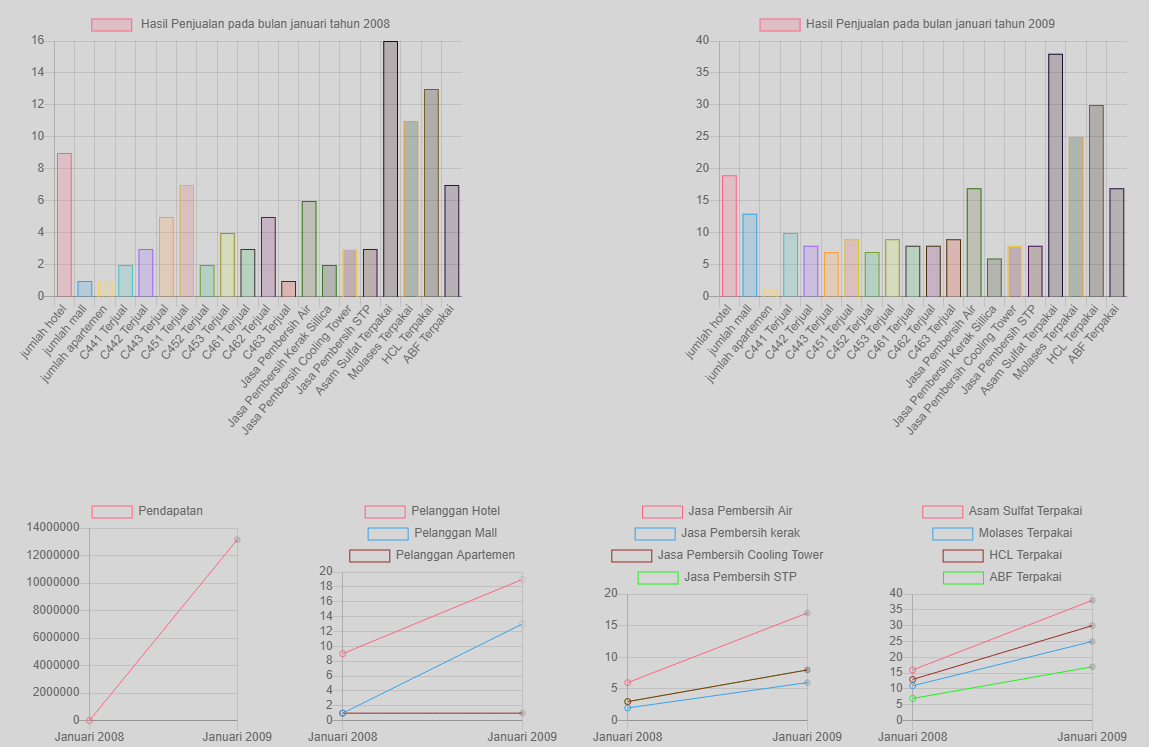 Hasil Penjualan pada bulan januari tahun 2008
16
14
12
10
8
6
4
2
0
jumlah hotel
jumlah mall
jumlah apartemen
C441 Terjual
C442 Terjual
C443 Terjual
C451 Terjual
C452 Terjual
C453 Terjual
C461 Terjual
C462 Terjual
C463 Terjual
Jasa Pembersih Air
Jasa Pembersih Kerak Silica
Jasa Pembersih Cooling Tower
Jasa Pembersih STP
Asam Sulfat Terpakai
Molases Terpakai
HCL Terpakai
ABF Terpakai
Hasil Penjualan pada bulan januari tahun 2009
40
35
30
25
20
15
10
5
0
jumlah hotel
jumlah mall
jumlah apartemen
C441 Terjual
C442 Terjual
C443 Terjual
C451 Terjual
C452 Terjual
C453 Terjual
C461 Terjual
C462 Terjual
C463 Terjual
Jasa Pembersih Air
Jasa Pembersih Kerak Silica
Jasa Pembersih Cooling Tower
Jasa Pembersih STP
Asam Sulfat Terpakai
Molases Terpakai
HCL Terpakai
ABF Terpakai
Pendapatan
14000000
12000000
10000000
8000000
6000000
4000000
2000000
0
Januari 2008
Januari 2009
Pelanggan Hotel
Pelanggan Mall
Pelanggan Apartemen
20
18
16
14
12
10
8
6
4
2
0
Januari 2008
Januari 2009
Jasa Pembersih Air
Jasa Pembersih kerak
Jasa Pembersih Cooling Tower
Jasa Pembersih STP
20
15
10
5
0
Januari 2008
Januari 2009
Asam Sulfat Terpakai
Molases Terpakai
HCL Terpakai
ABF Terpakai
40
35
30
25
20
15
10
5
0
Januari 2008
Januari 2009